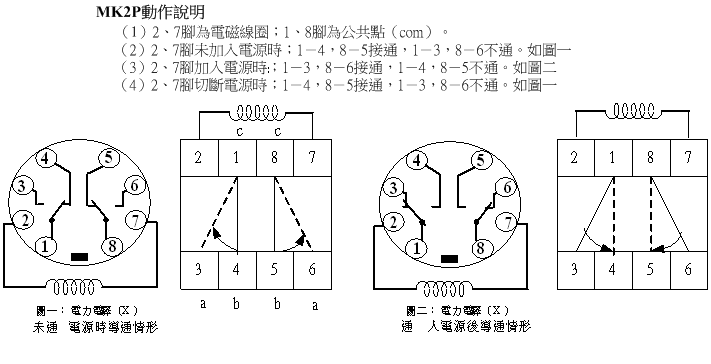 MK2P動作說明
（1）2、7腳為電磁線圈；1、8腳為公共點（com）。
（2）2、7腳未加入電源時；1－4，8－5接通，1－3，8－6不通。如圖一
（3）2、7腳加入電源時；1－3，8－6接通，1－4，8－5不通。如圖二
（4）2、7腳切斷電源時；1－4，8－5接通，1－3，8－6不通。如圖一
4 5
3 6
2 7
1 8
c c
2 1 8 7
3 4 5 6
a b b a
圖一：電力電驛（X）
未通 電源時導通情形
4 5
3 6
2 7
1 8
2 1 8 7
3 4 5 6
圖二：電力電驛（X）
通 入電源後導通情形